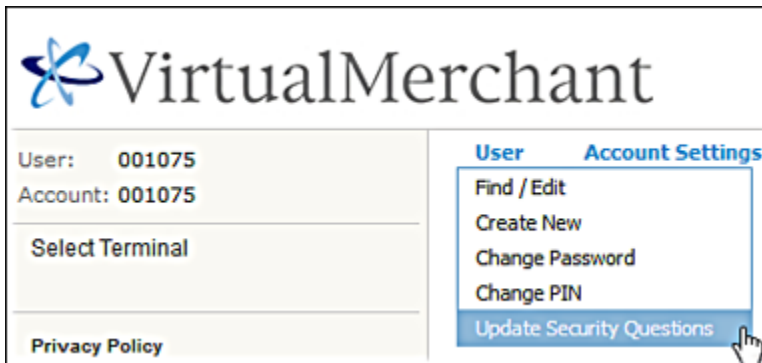 VirtualMerchant
User: 001075
Account: 001075
Select Terminal
Privacy Policy
User Account Settings
Find / Edit
Create New
Change Password
Change PIN
Update Security Questions